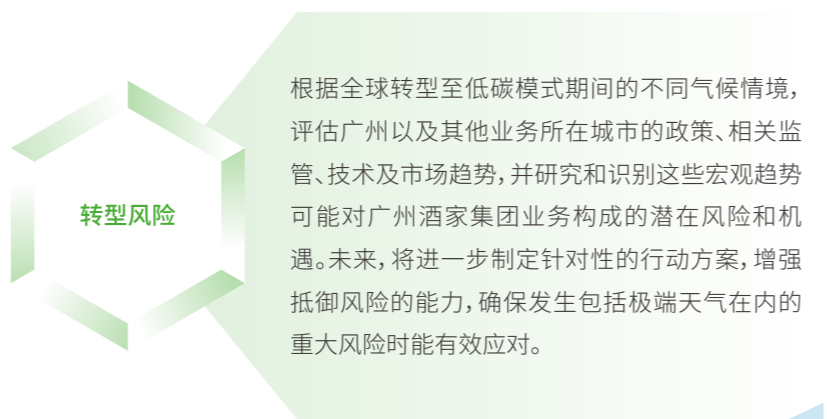 转型风险
根据全球转型至低碳模式期间的不同气候情境，
评估广州以及其他业务所在城市的政策、相关监
管、技术及市场趋势，并研究和识别这些宏观趋势
可能对广州酒家集团业务构成的潜在风险和机
遇。未来，将进一步制定针对性的行动方案，增强
抵御风险的能力，确保发生包括极端天气在内的
重大风险时能有效应对。